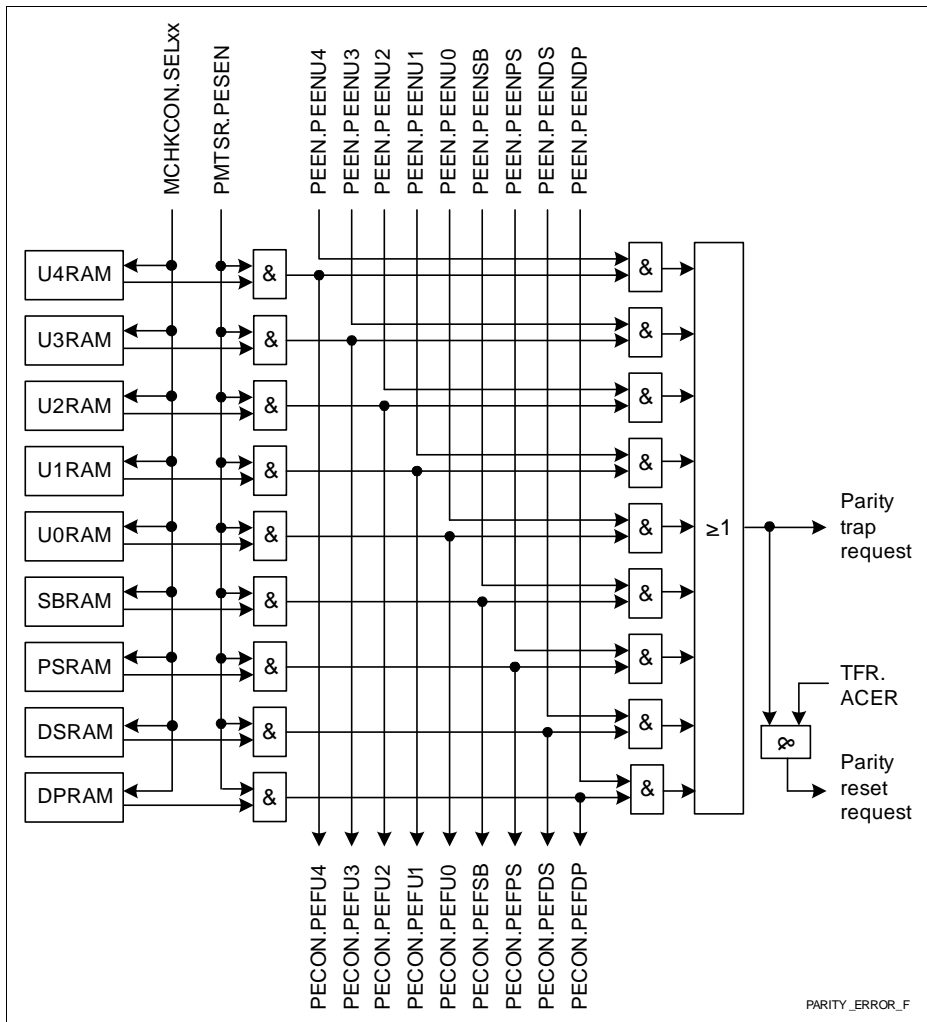 MCHKCON.SELxx
PMTSR.PESEN
PEEN.PEENU4
PEEN.PEENU3
PEEN.PEENU2
PEEN.PEENU1
PEEN.PEENU0
PEEN.PEENSB
PEEN.PEENPS
PEEN.PEENDS
PEEN.PEENDP
U4RAM
&
&
U3RAM
&
&
U2RAM
&
&
U1RAM
&
&
U0RAM
&
&
SBRAM
&
&
PSRAM
&
&
DSRAM
&
&
DPRAM
&
&
≥1
Parity
trap
request
TFR.
ACER
&
Parity
reset
request
PECON.PEFU4
PECON.PEFU3
PECON.PEFU2
PECON.PEFU1
PECON.PEFU0
PECON.PEFSB
PECON.PEFPS
PECON.PEFDS
PECON.PEFDP
PARITY_ERROR_F